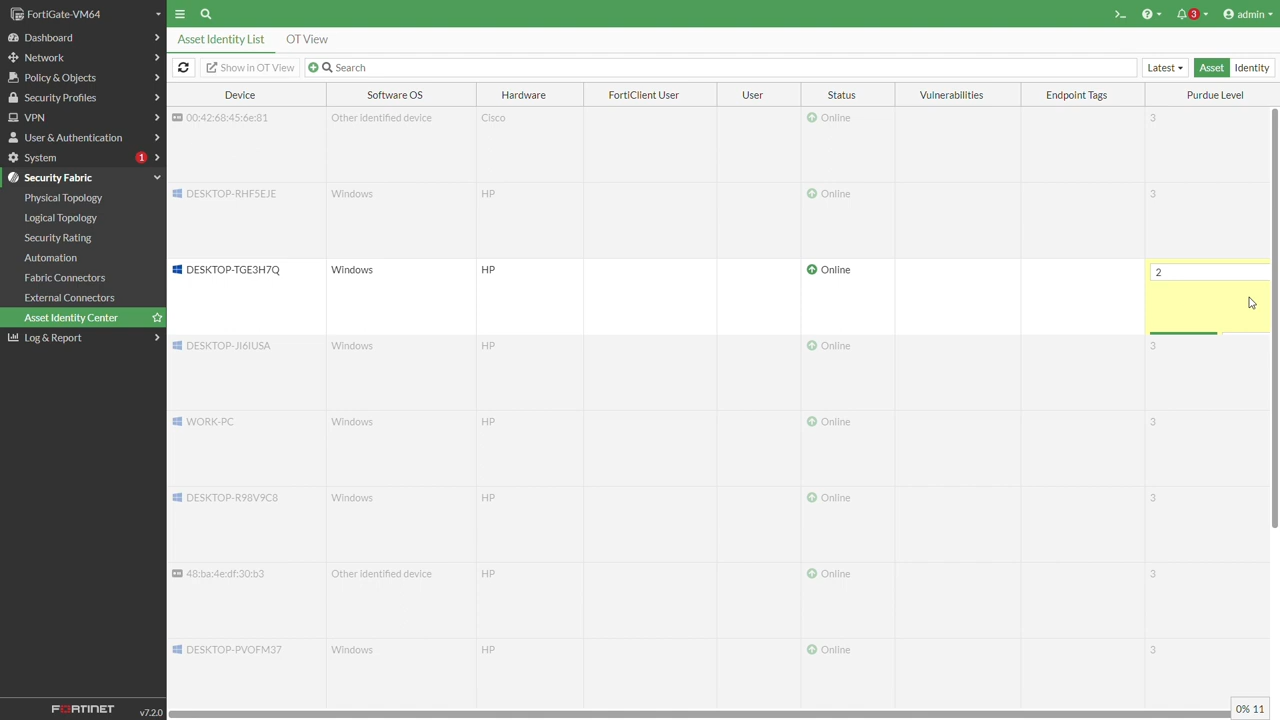 FortiGate-VM64
3
admin
Dashboard
Network
Policy & Objects
Security Profiles
VPN
User & Authentication
System 1
Security Fabric
Physical Topology
Logical Topology
Security Rating
Automation
Fabric Connectors
External Connectors
Asset Identity Center
Log & Report
FORTINET v7.2.0
Asset Identity List OT View
Show in OT View Search Latest Asset Identity
Device Software OS Hardware FortiClient User User Status Vulnerabilities Endpoint Tags Purdue Level
00:42:68:45:6e:81 Other identified device Cisco Online 3
DESKTOP-RHF5EJE Windows HP Online 3
DESKTOP-TGE3H7Q Windows HP Online 2
DESKTOP-JI6IUSA Windows HP Online 3
WORK-PC Windows HP Online 3
DESKTOP-R98V9C8 Windows HP Online 3
48:ba:4e:df:30:b3 Other identified device HP Online 3
DESKTOP-PVOFM37 Windows HP Online 3
0% 11